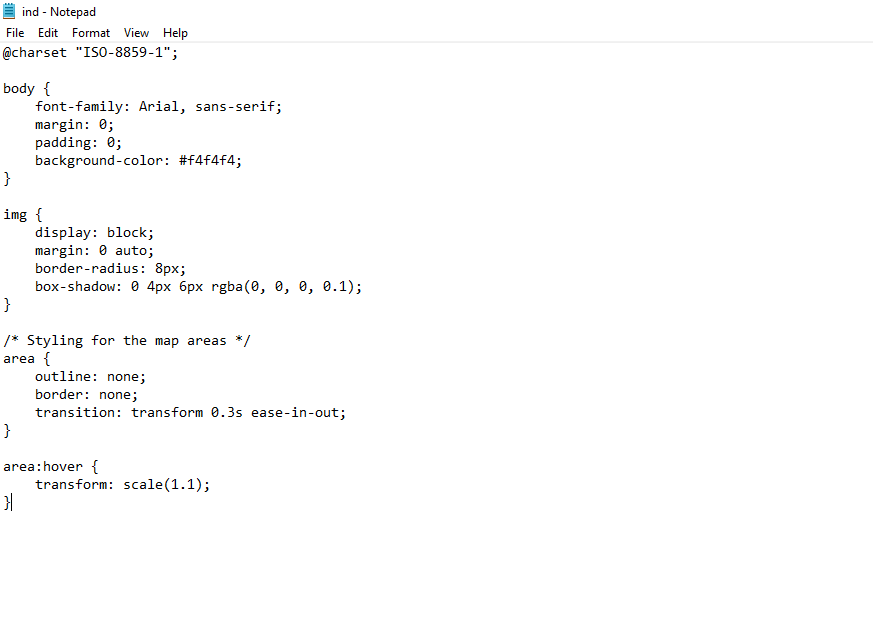 ind - Notepad
File Edit Format View Help
@charset "ISO-8859-1";

body {
    font-family: Arial, sans-serif;
    margin: 0;
    padding: 0;
    background-color: #f4f4f4;
}

img {
    display: block;
    margin: 0 auto;
    border-radius: 8px;
    box-shadow: 0 4px 6px rgba(0, 0, 0, 0.1);
}

/* Styling for the map areas */
area {
    outline: none;
    border: none;
    transition: transform 0.3s ease-in-out;
}

area:hover {
    transform: scale(1.1);
}